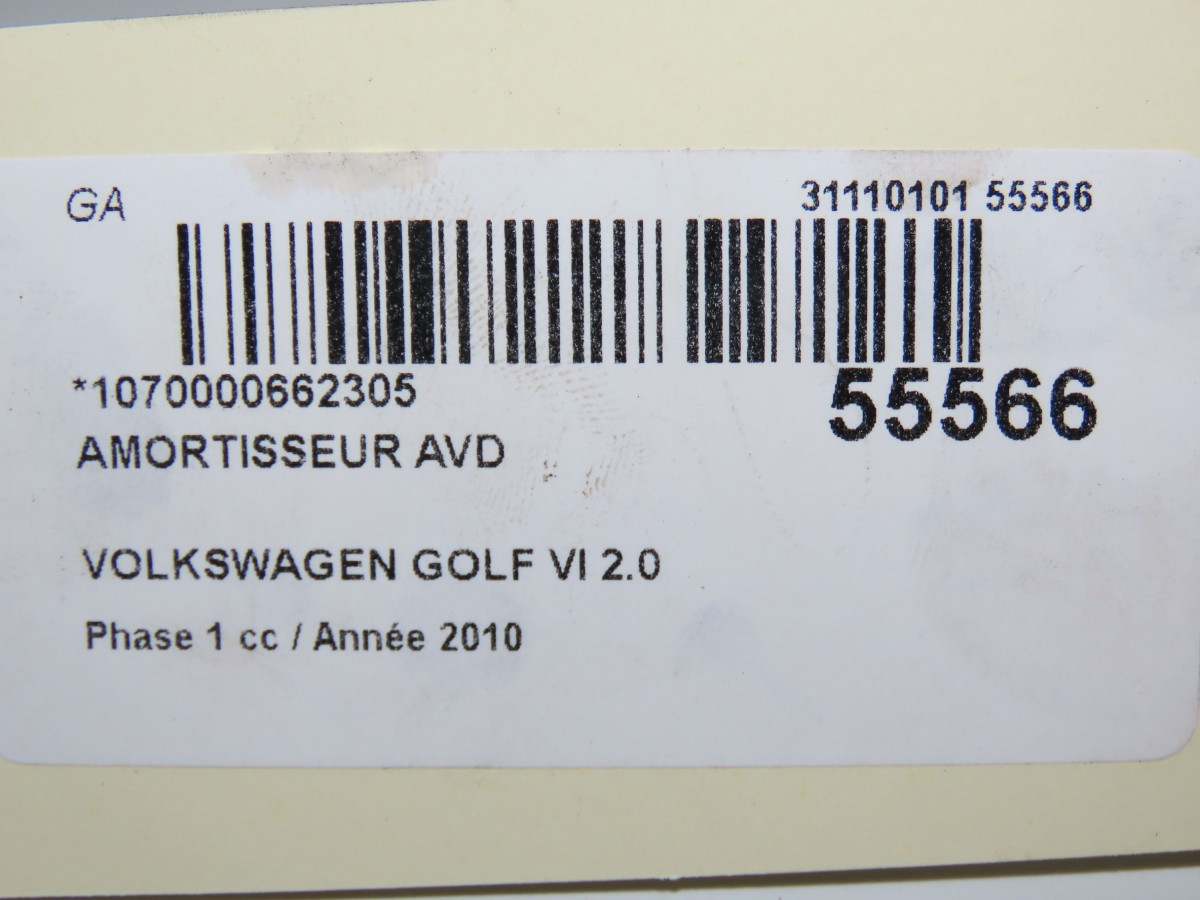 GA
31110101 55566
*1070000662305
55566
AMORTISSEUR AVD
VOLKSWAGEN GOLF VI 2.0
Phase 1 cc / Année 2010